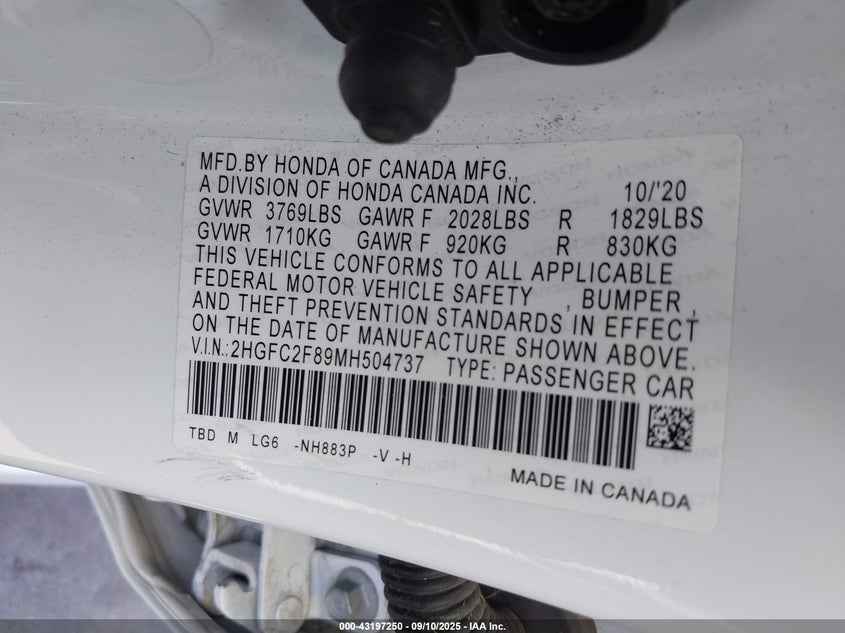 MFD.BY HONDA OF CANADA MFG.,
A DIVISION OF HONDA CANADA INC. 10/'20
GVWR 3769LBS GAWR F 2028LBS R 1829LBS
GVWR 1710KG GAWR F 920KG R 830KG
THIS VEHICLE CONFORMS TO ALL APPLICABLE
FEDERAL MOTOR VEHICLE SAFETY , BUMPER ,
AND THEFT PREVENTION STANDARDS IN EFFECT
ON THE DATE OF MANUFACTURE SHOWN ABOVE.
V.I.N.:2HGFC2F89MH504737 TYPE: PASSENGER CAR
TBD M LG6 -NH883P -V -H
MADE IN CANADA
000-43197250 - 09/10/2025 - IAA Inc.